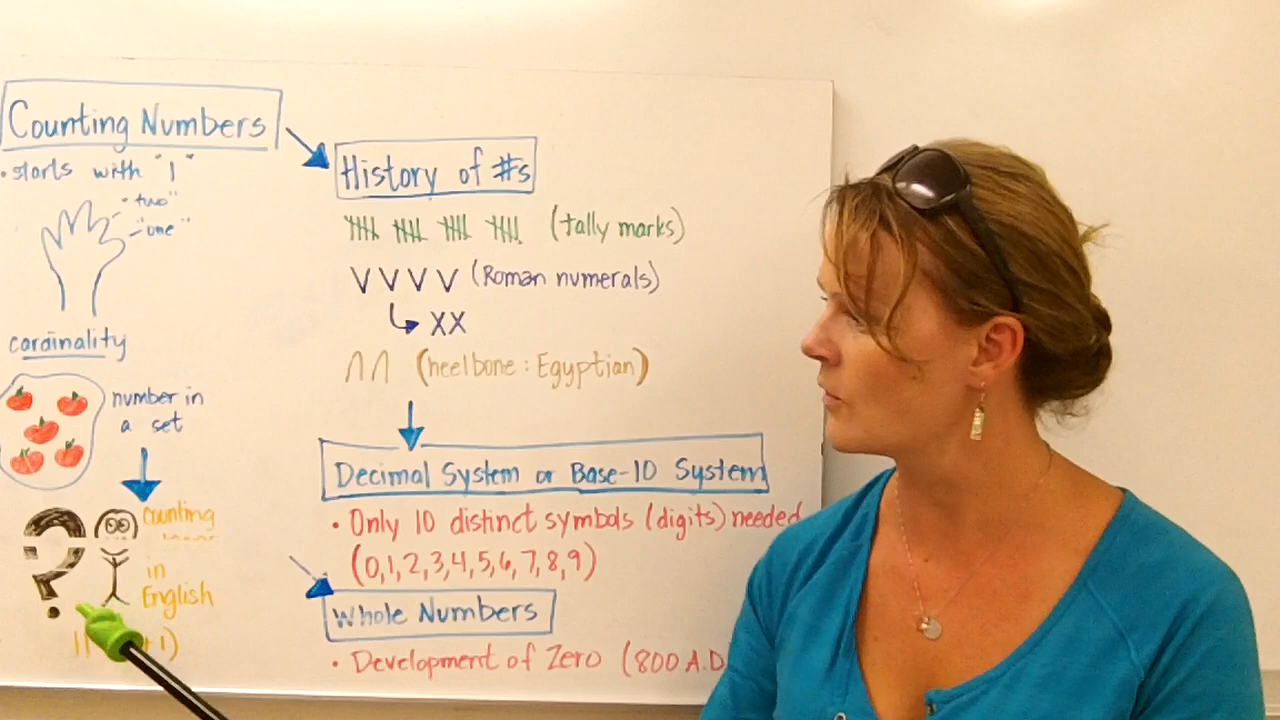 Counting Numbers
• starts with "1"
"two"
"one"
cardinality
number in
a set
counting
in
English
History of #s
(tally marks)
V V V V (Roman numerals)
XX
∩∩ (heelbone : Egyptian)
Decimal System or Base-10 System
• Only 10 distinct symbols (digits) needed
(0,1,2,3,4,5,6,7,8,9)
Whole Numbers
• Development of Zero (800 A.D